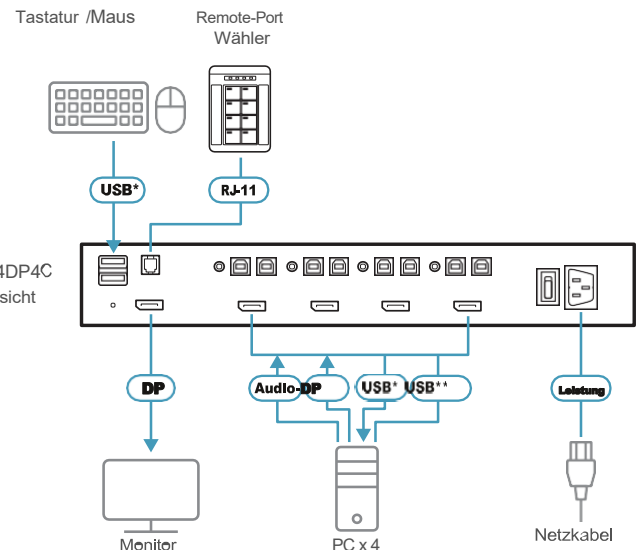 Tastatur /Maus
Remote-Port
Wähler
USB*
RJ-11
4DP4C
sicht
DP
Audio-DP
USB*
USB**
Leistung
Monitor
PC x 4
Netzkabel